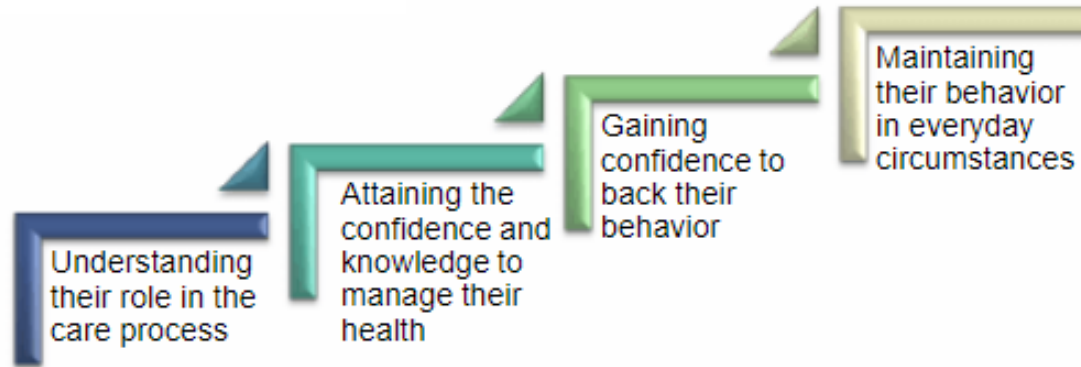 Understanding
their role in the
care process
Attaining the
confidence and
knowledge to
manage their
health
Gaining
confidence to
back their
behavior
Maintaining
their behavior
in everyday
circumstances